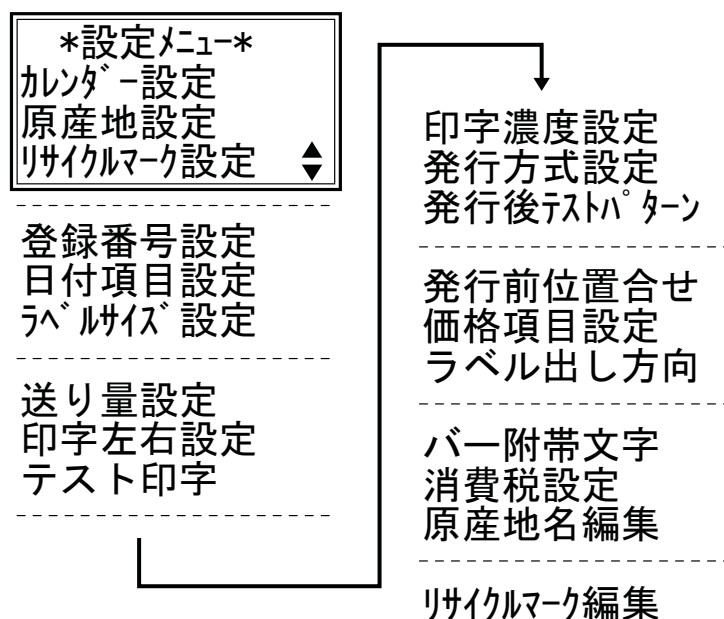 *設定ﾒﾆｭｰ*
ｶﾚﾝﾀﾞｰ設定
原産地設定
ﾘｻｲｸﾙﾏｰｸ設定
登録番号設定
日付項目設定
ﾗﾍﾞﾙｻｲｽﾞ設定
送り量設定
印字左右設定
テスト印字
印字濃度設定
発行方式設定
発行後ﾃｽﾄﾊﾟﾀｰﾝ
発行前位置合せ
価格項目設定
ラベル出し方向
バー附帯文字
消費税設定
原産地名編集
ﾘｻｲｸﾙﾏｰｸ編集